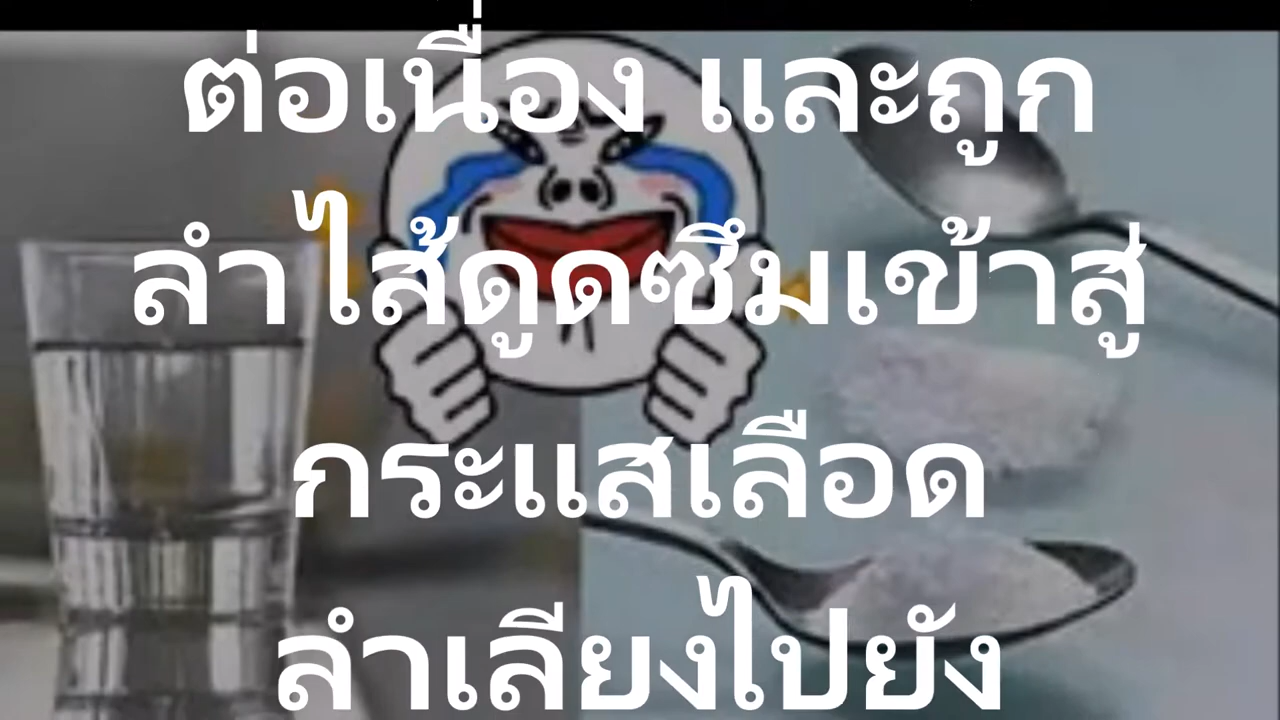 ต่อเนื่อง และถูก
ลำไส้ดูดซึมเข้าสู่
กระแสเลือด
ลำเลียงไปยัง